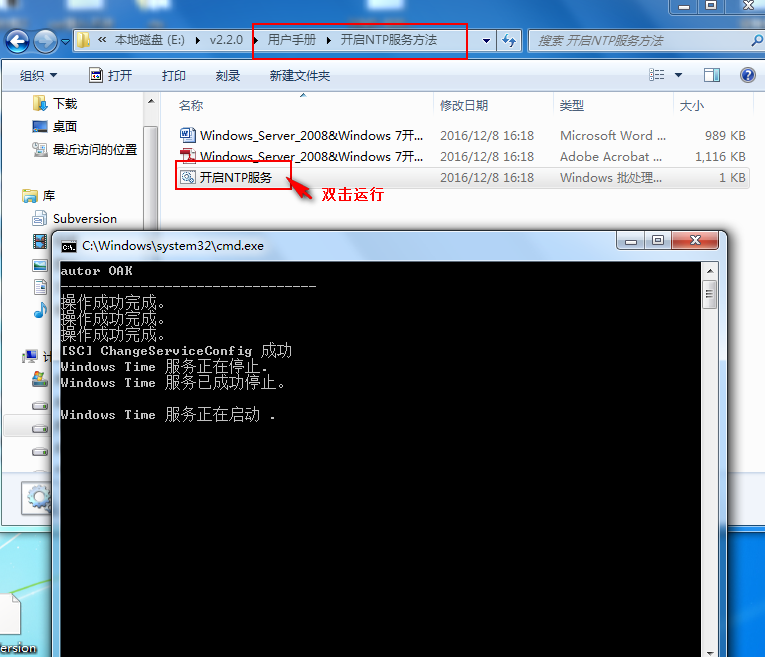 « 本地磁盘 (E:) ▸ v2.2.0 ▸ 用户手册 ▸ 开启NTP服务方法
搜索 开启NTP服务方法
组织 打开 打印 刻录 新建文件夹
名称 修改日期 类型 大小
下载
桌面
最近访问的位置
库
Subversion
Windows_Server_2008&Windows 7开... 2016/12/8 16:18 Microsoft Word ... 989 KB
Windows_Server_2008&Windows 7开... 2016/12/8 16:18 Adobe Acrobat ... 1,116 KB
开启NTP服务 2016/12/8 16:18 Windows 批处理... 1 KB
双击运行
C:\Windows\system32\cmd.exe
autor OAK
--------------------------------
操作成功完成。
操作成功完成。
操作成功完成。
[SC] ChangeServiceConfig 成功
Windows Time 服务正在停止.
Windows Time 服务已成功停止。
Windows Time 服务正在启动 .
ersion